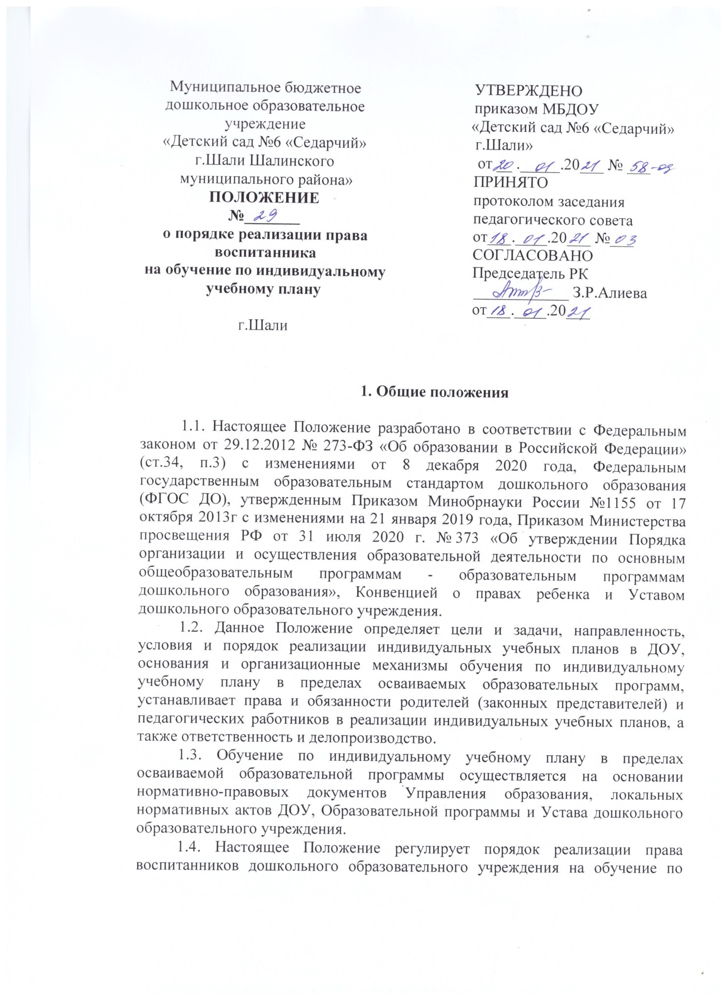 Муниципальное бюджетное
дошкольное образовательное
учреждение
«Детский сад №6 «Седарчий»
г.Шали Шалинского
муниципального района»
ПОЛОЖЕНИЕ
№ 29
о порядке реализации права
воспитанника
на обучение по индивидуальному
учебному плану
г.Шали
УТВЕРЖДЕНО
приказом МБДОУ
«Детский сад №6 «Седарчий»
г.Шали»
от 20 . 01 .20 21 № 58-од
ПРИНЯТО
протоколом заседания
педагогического совета
от 18 . 01 .20 21 № 03
СОГЛАСОВАНО
Председатель РК
З.Р.Алиева
от 18 . 01 .20 21
1. Общие положения
1.1. Настоящее Положение разработано в соответствии с Федеральным
законом от 29.12.2012 № 273-ФЗ «Об образовании в Российской Федерации»
(ст.34, п.3) с изменениями от 8 декабря 2020 года, Федеральным
государственным образовательным стандартом дошкольного образования
(ФГОС ДО), утвержденным Приказом Минобрнауки России №1155 от 17
октября 2013г с изменениями на 21 января 2019 года, Приказом Министерства
просвещения РФ от 31 июля 2020 г. № 373 «Об утверждении Порядка
организации и осуществления образовательной деятельности по основным
общеобразовательным программам - образовательным программам
дошкольного образования», Конвенцией о правах ребенка и Уставом
дошкольного образовательного учреждения.
1.2. Данное Положение определяет цели и задачи, направленность,
условия и порядок реализации индивидуальных учебных планов в ДОУ,
основания и организационные механизмы обучения по индивидуальному
учебному плану в пределах осваиваемых образовательных программ,
устанавливает права и обязанности родителей (законных представителей) и
педагогических работников в реализации индивидуальных учебных планов, а
также ответственность и делопроизводство.
1.3. Обучение по индивидуальному учебному плану в пределах
осваиваемой образовательной программы осуществляется на основании
нормативно-правовых документов Управления образования, локальных
нормативных актов ДОУ, Образовательной программы и Устава дошкольного
образовательного учреждения.
1.4. Настоящее Положение регулирует порядок реализации права
воспитанников дошкольного образовательного учреждения на обучение по